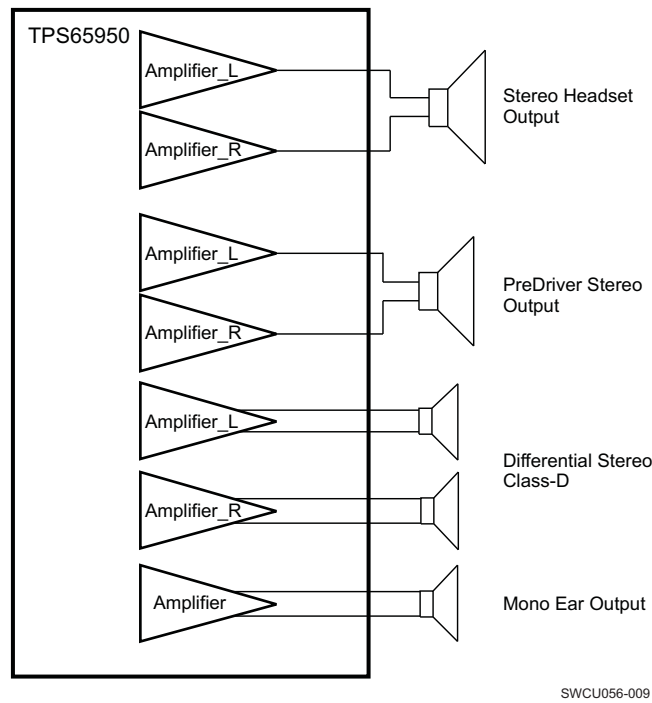 TPS65950
Amplifier_L
Amplifier_R
Stereo Headset
Output
Amplifier_L
Amplifier_R
PreDriver Stereo
Output
Amplifier_L
Amplifier_R
Differential Stereo
Class-D
Amplifier
Mono Ear Output
SWCU056-009